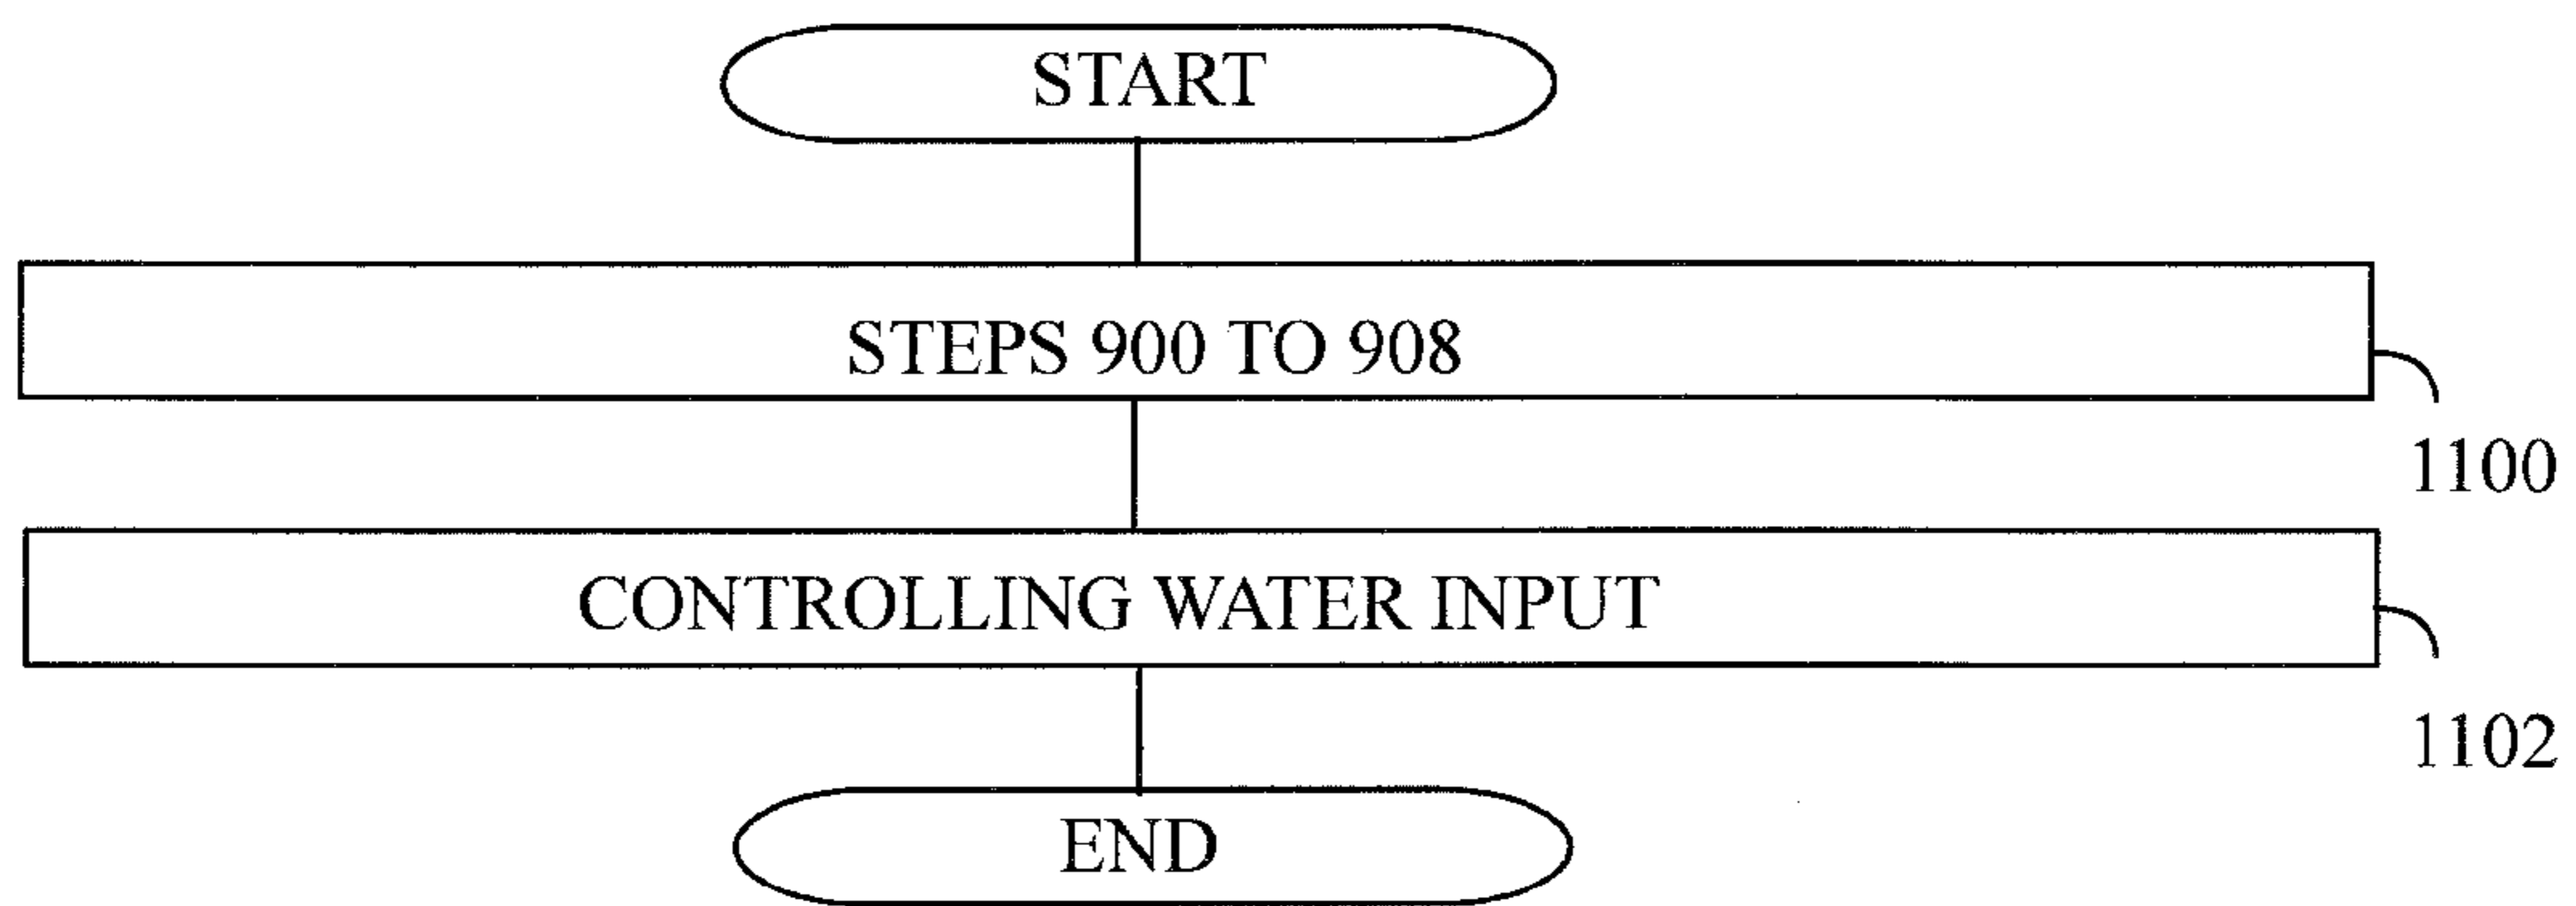 START
STEPS 900 TO 908
1100
CONTROLLING WATER INPUT
1102
END